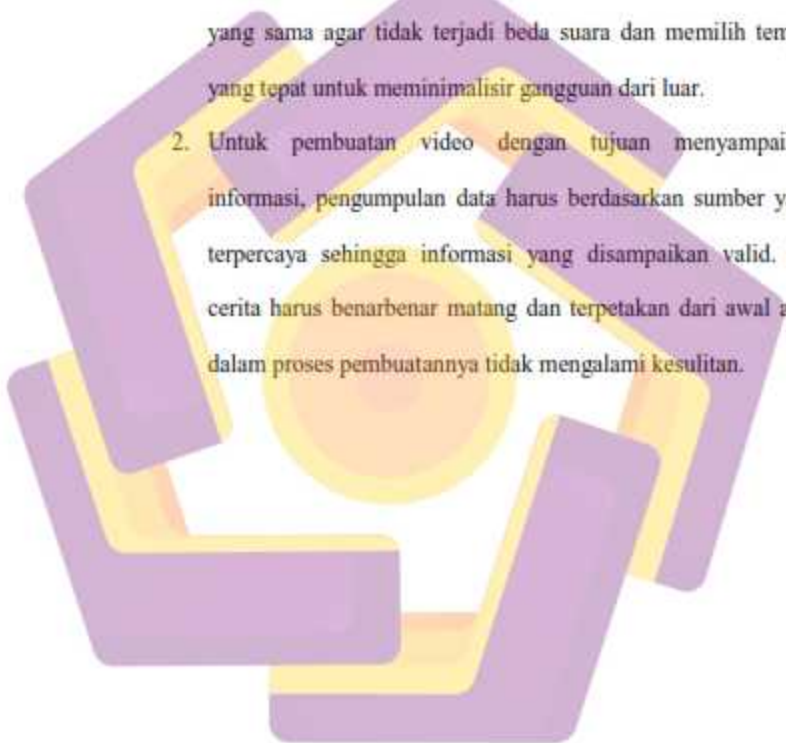 yang sama agar tidak terjadi beda suara dan memilih tem
yang tepat untuk meminimalisir gangguan dari luar.
2. Untuk pembuatan video dengan tujuan menyampai
informasi, pengumpulan data harus berdasarkan sumber y
terpercaya sehingga informasi yang disampaikan valid.
cerita harus benarbenar matang dan terpetakan dari awal a
dalam proses pembuatannya tidak mengalami kesulitan.